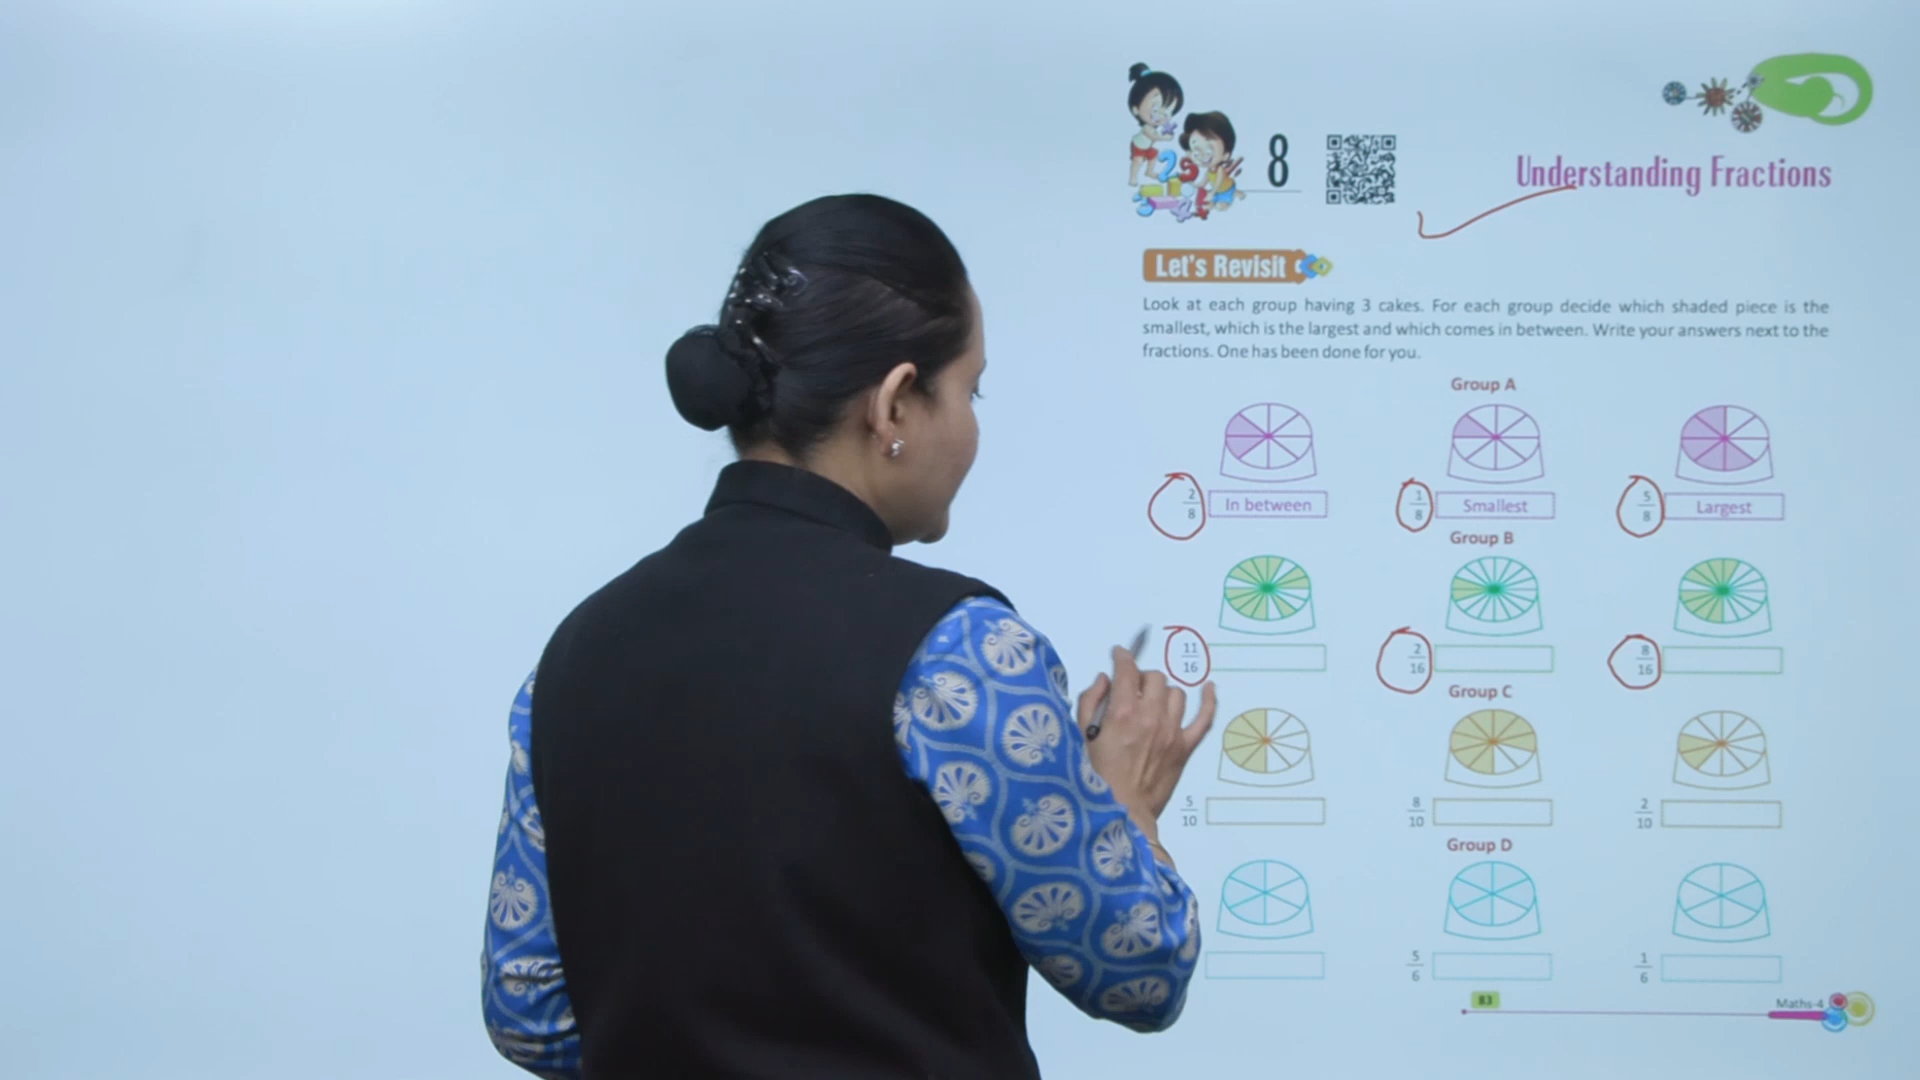 8
Understanding Fractions
Let's Revisit
Look at each group having 3 cakes. For each group decide which shaded piece is the
smallest, which is the largest and which comes in between. Write your answers next to the
fractions. One has been done for you.
Group A
2/8 In between 1/8 Smallest 5/8 Largest
Group B
11/16 2/16 8/16
Group C
5/10 8/10 2/10
Group D
5/6 1/6
83
Maths-4